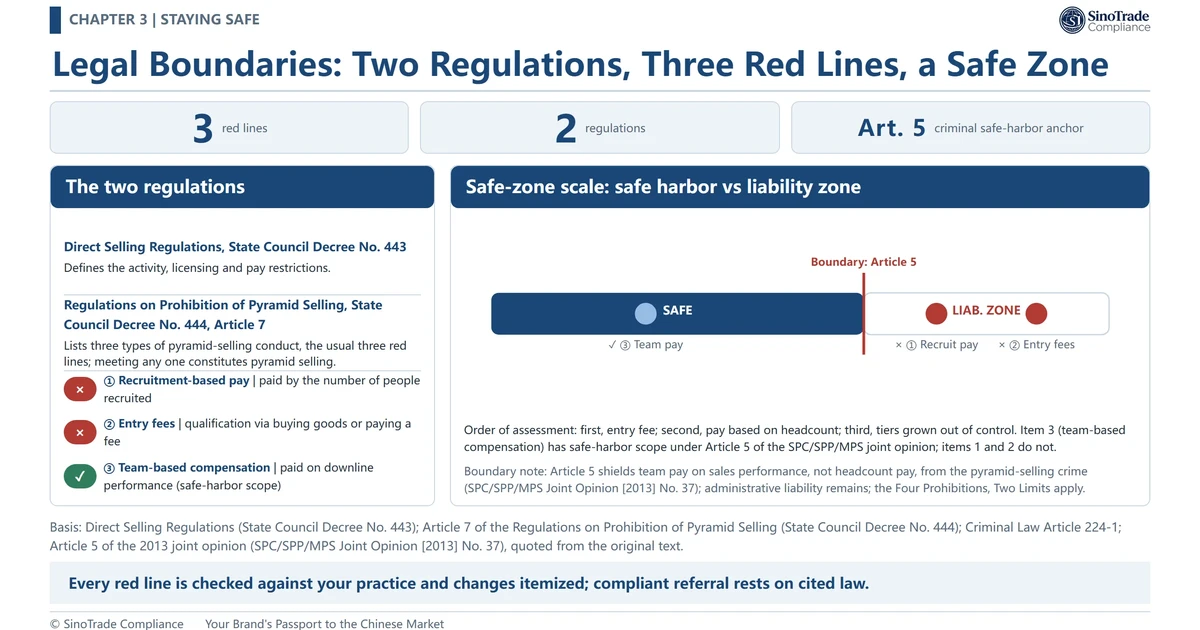 CHAPTER 3 | STAYING SAFE
SinoTrade
Compliance
Legal Boundaries: Two Regulations, Three Red Lines, a Safe Zone
3 red lines
2 regulations
Art. 5 criminal safe-harbor anchor
The two regulations
Direct Selling Regulations, State Council Decree No. 443
Defines the activity, licensing and pay restrictions.
Regulations on Prohibition of Pyramid Selling, State
Council Decree No. 444, Article 7
Lists three types of pyramid-selling conduct, the usual three red
lines; meeting any one constitutes pyramid selling.
× ① Recruitment-based pay | paid by the number of people
recruited
× ② Entry fees | qualification via buying goods or paying a
fee
✓ ③ Team-based compensation | paid on downline
performance (safe-harbor scope)
Safe-zone scale: safe harbor vs liability zone
Boundary: Article 5
SAFE
LIAB. ZONE
✓ ③ Team pay
× ① Recruit pay
× ② Entry fees
Order of assessment: first, entry fee; second, pay based on headcount; third, tiers grown out of control. Item 3 (team-based
compensation) has safe-harbor scope under Article 5 of the SPC/SPP/MPS joint opinion; items 1 and 2 do not.
Boundary note: Article 5 shields team pay on sales performance, not headcount pay, from the pyramid-selling crime
(SPC/SPP/MPS Joint Opinion [2013] No. 37); administrative liability remains; the Four Prohibitions, Two Limits apply.
Basis: Direct Selling Regulations (State Council Decree No. 443); Article 7 of the Regulations on Prohibition of Pyramid Selling (State Council Decree No. 444); Criminal Law Article 224-1;
Article 5 of the 2013 joint opinion (SPC/SPP/MPS Joint Opinion [2013] No. 37), quoted from the original text.
Every red line is checked against your practice and changes itemized; compliant referral rests on cited law.
© SinoTrade Compliance Your Brand's Passport to the Chinese Market